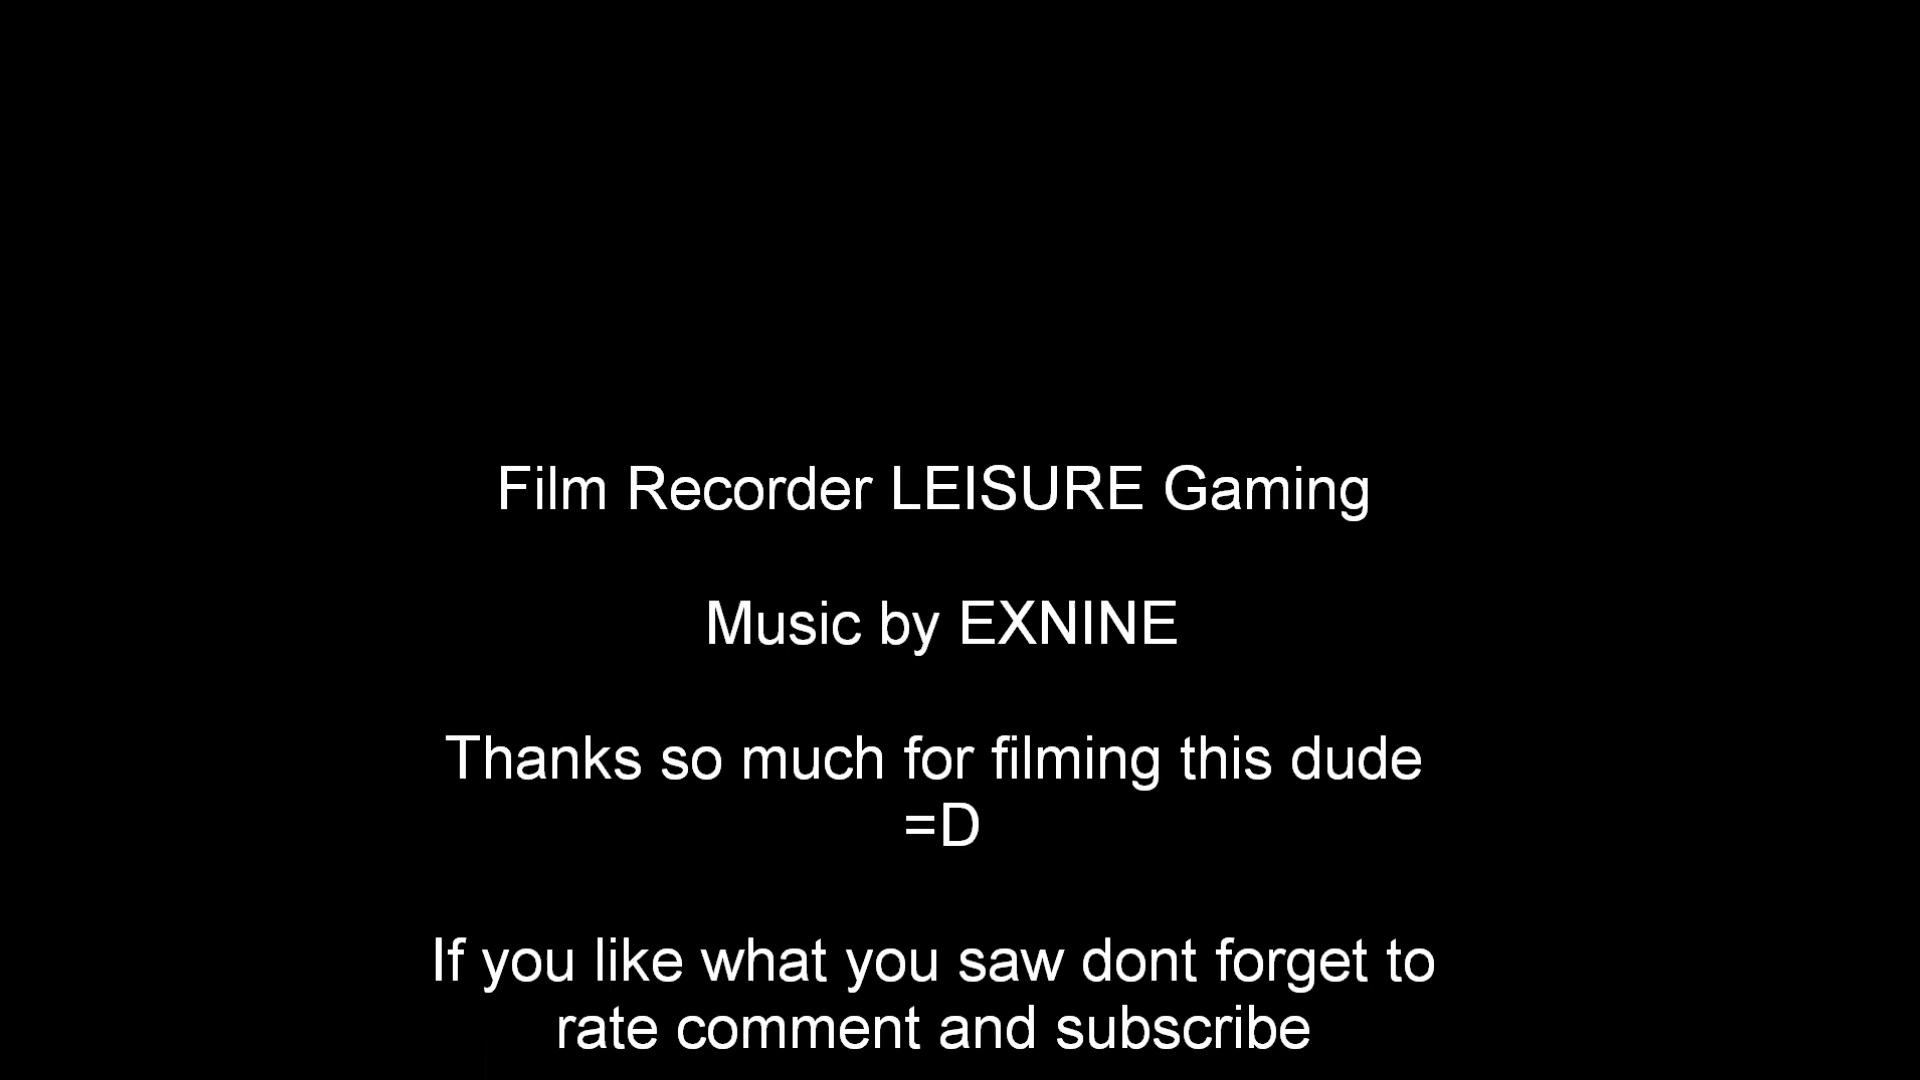 Film Recorder LEISURE Gaming
Music by EXNINE
Thanks so much for filming this dude
=D
If you like what you saw dont forget to
rate comment and subscribe